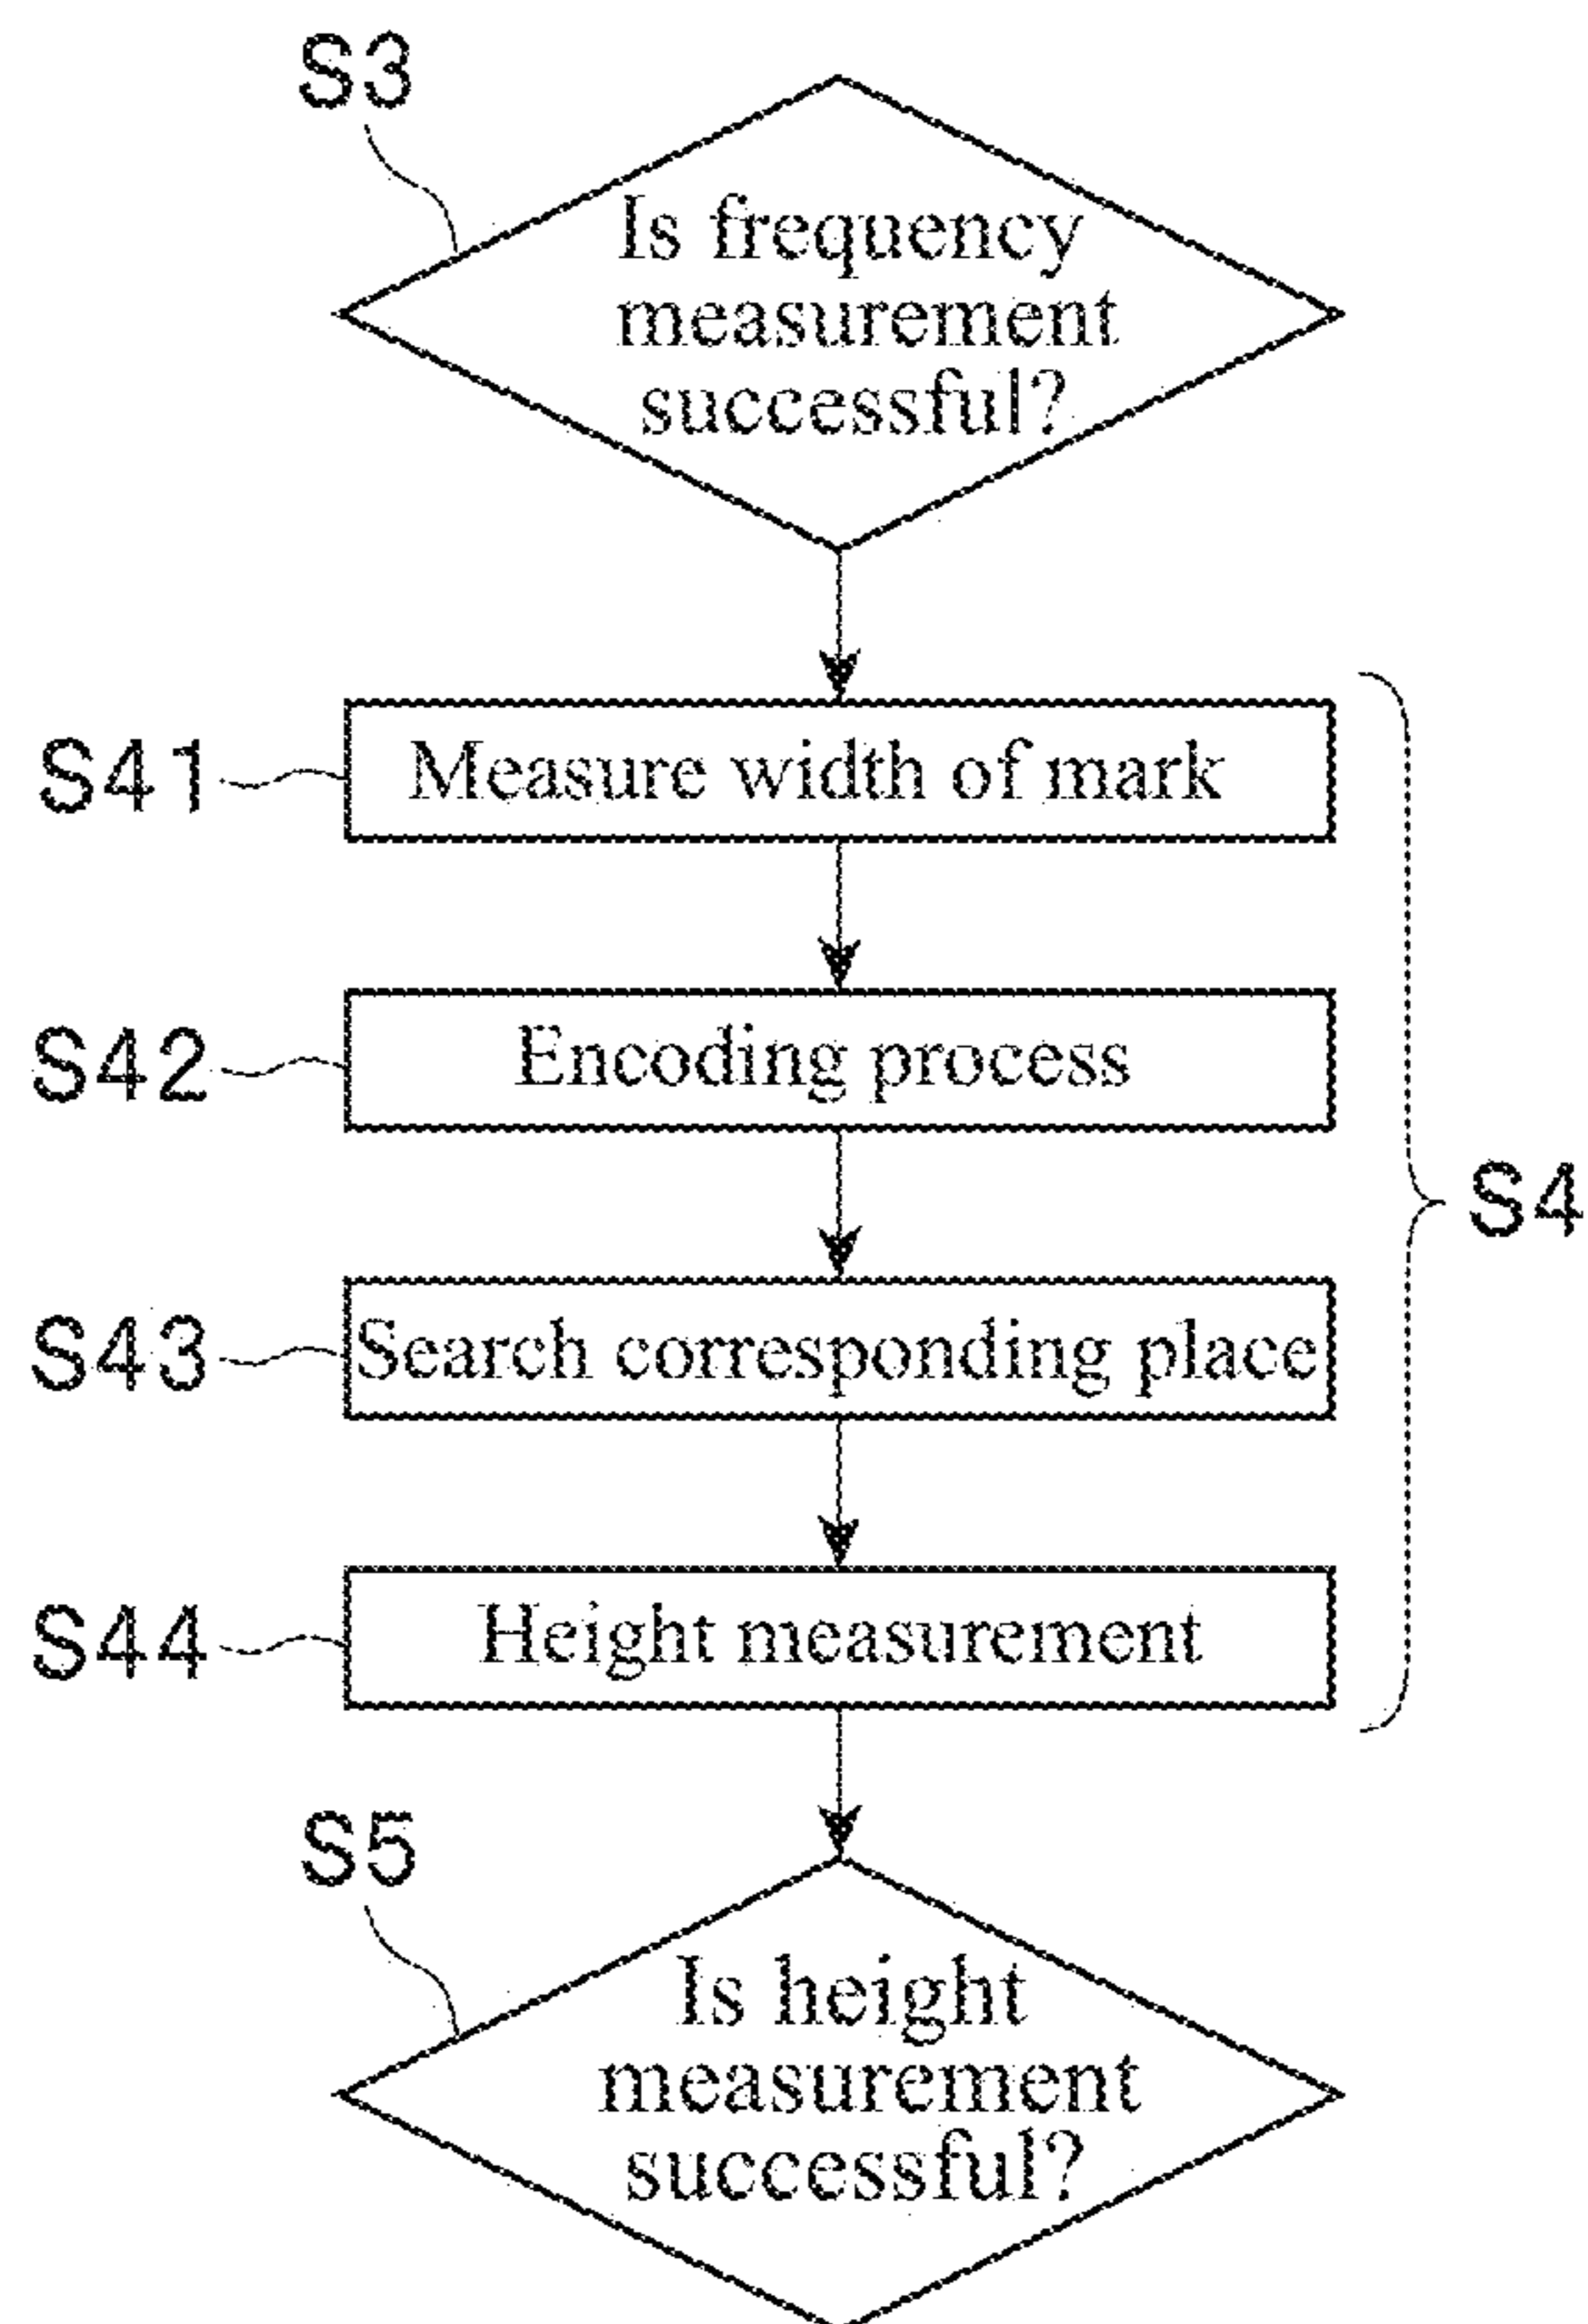 S3
Is frequency
measurement
successful?
S41
Measure width of mark
S42
Encoding process
S4
S43
Search corresponding place
S44
Height measurement
S5
Is height
measurement
successful?